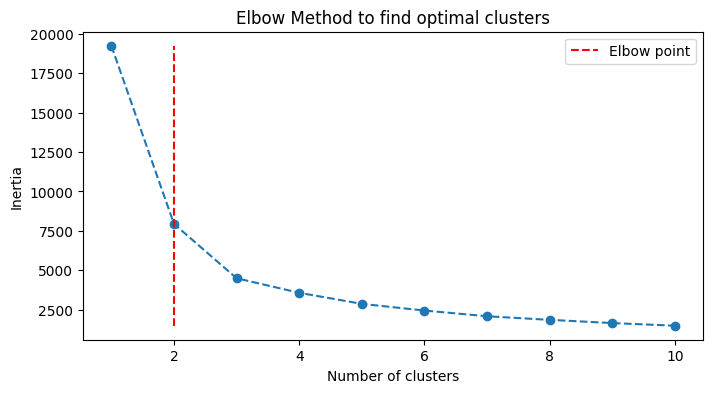 Elbow Method to find optimal clusters
Elbow point
20000
17500
15000
12500
10000
7500
5000
2500
Inertia
2 4 6 8 10
Number of clusters